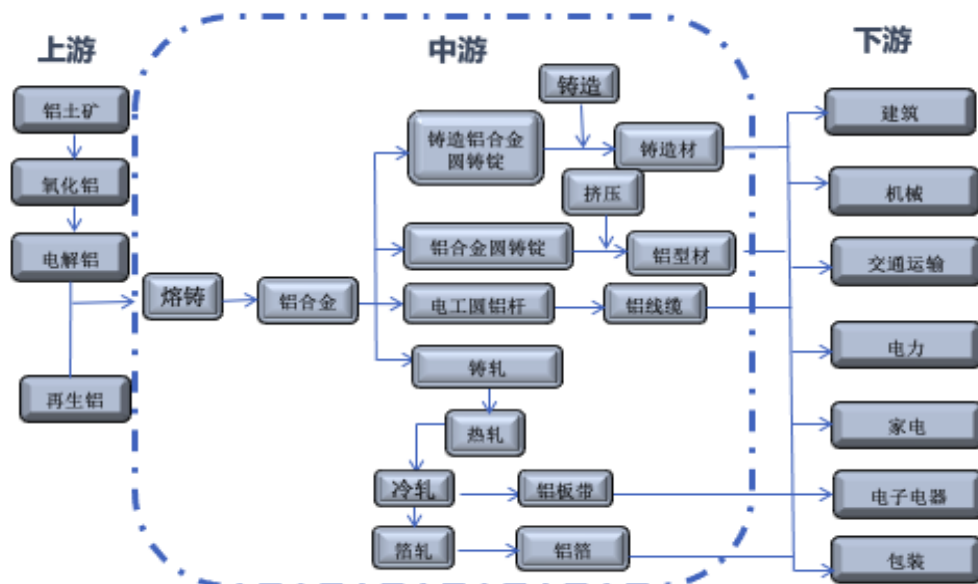 上游
中游
下游
铝土矿
氧化铝
电解铝
再生铝
熔铸
铝合金
铸造铝合金
圆铸锭
铸造
铸造材
挤压
铝合金圆铸锭
铝型材
电工圆铝杆
铝线缆
铸轧
热轧
冷轧
铝板带
箔轧
铝箔
建筑
机械
交通运输
电力
家电
电子电器
包装